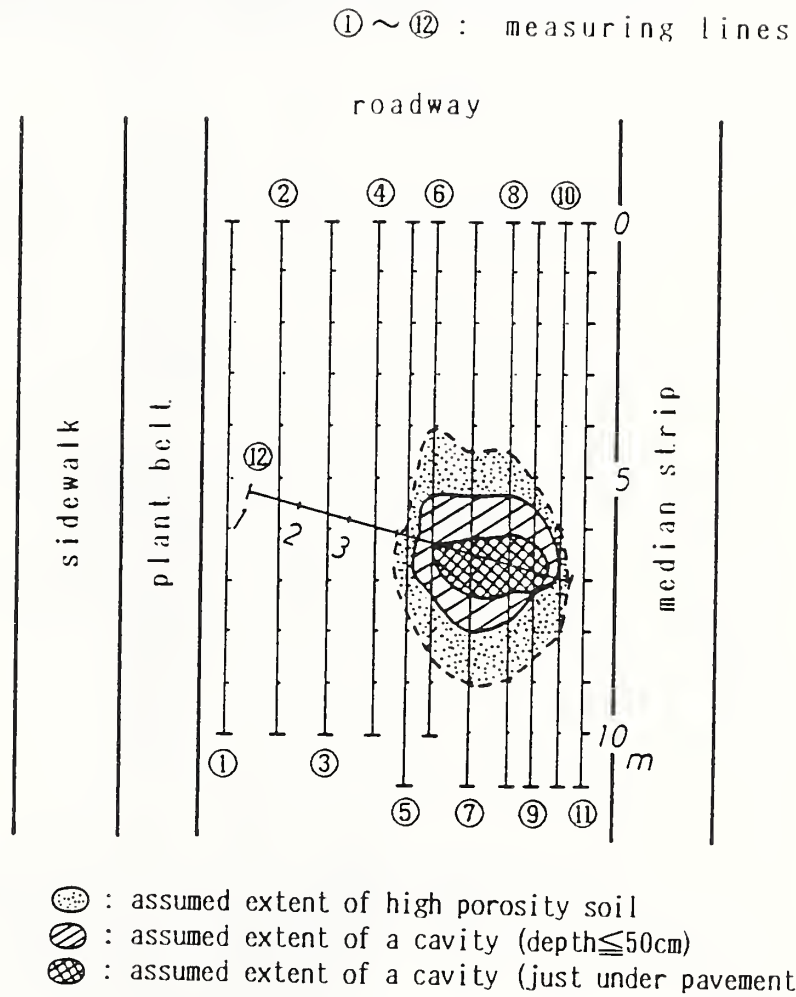 ①～⑫ : measuring lines
roadway
② ④ ⑥ ⑧ ⑩
0
sidewalk
plant belt
median strip
⑫
1 2 3
5
10
m
① ③
⑤ ⑦ ⑨ ⑪
: assumed extent of high porosity soil
: assumed extent of a cavity (depth≦50cm)
: assumed extent of a cavity (just under pavement